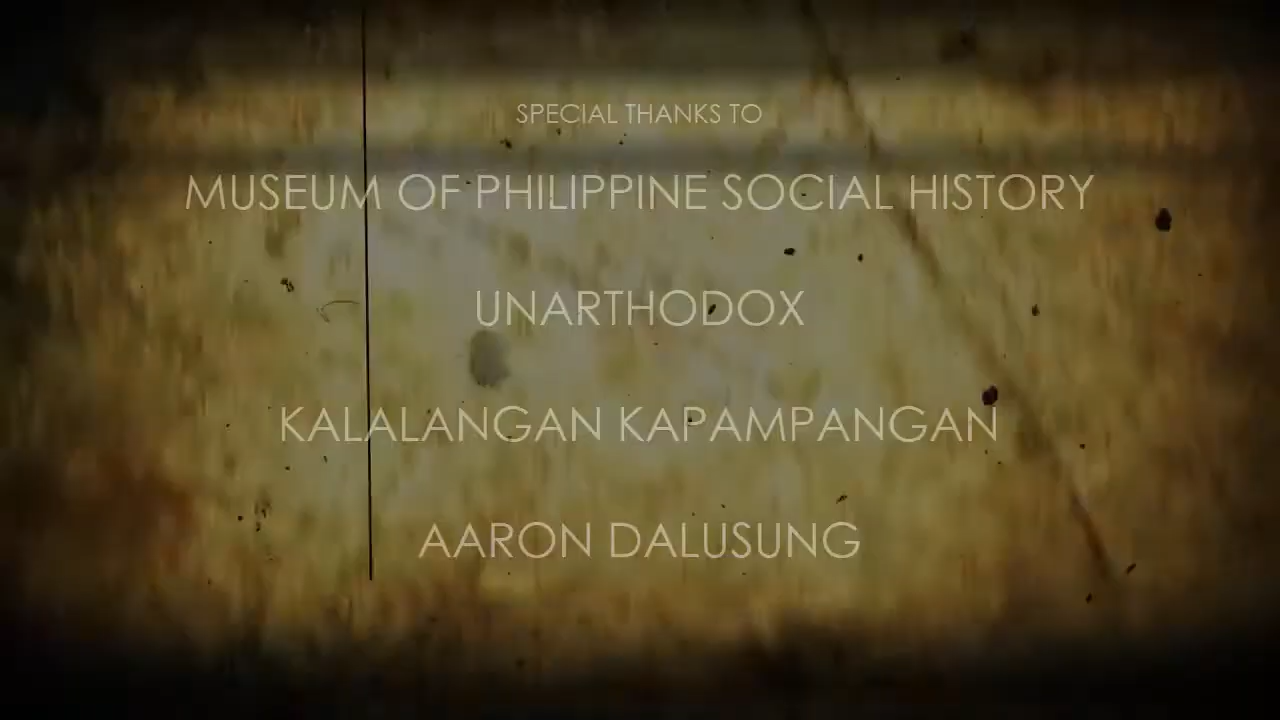 SPECIAL THANKS TO
MUSEUM OF PHILIPPINE SOCIAL HISTORY
UNARTHODOX
KALALANGAN KAPAMPANGAN
AARON DALUSUNG